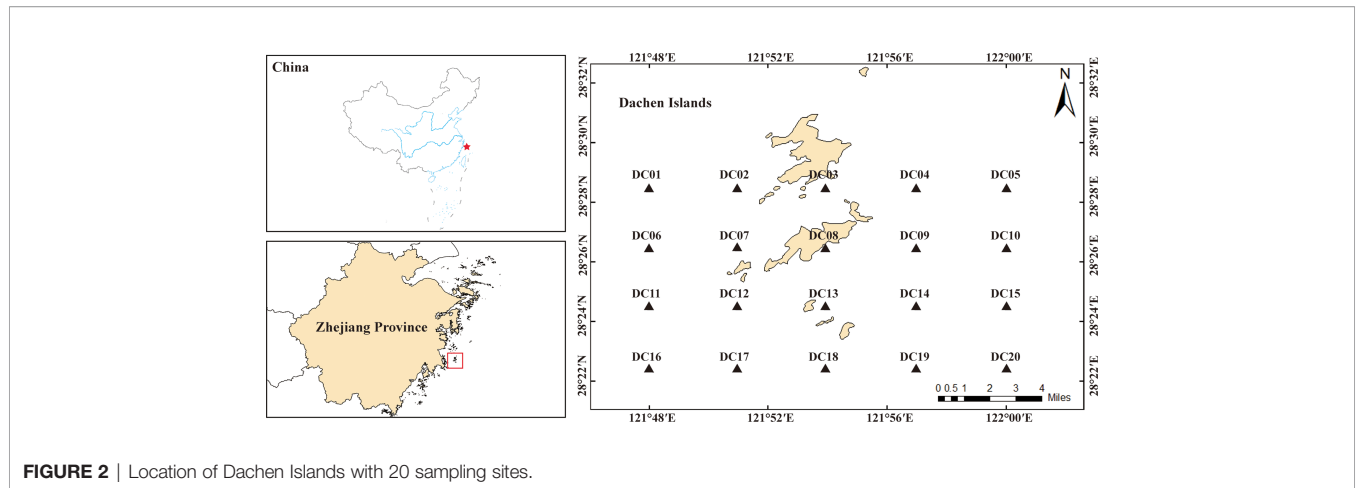 China
Zhejiang Province
121°48′E 121°52′E 121°56′E 122°00′E
28°32′N 28°32′N
N
Dachen Islands
28°30′N 28°30′E
DC01 DC02 DC03 DC04 DC05
28°28′N 28°28′E
DC06 DC07 DC08 DC09 DC10
28°26′N 28°26′E
DC11 DC12 DC13 DC14 DC15
28°24′N 28°24′E
DC16 DC17 DC18 DC19 DC20
28°22′N 28°22′E
0 0.5 1 2 3 4
Miles
121°48′E 121°52′E 121°56′E 122°00′E
FIGURE 2 | Location of Dachen Islands with 20 sampling sites.